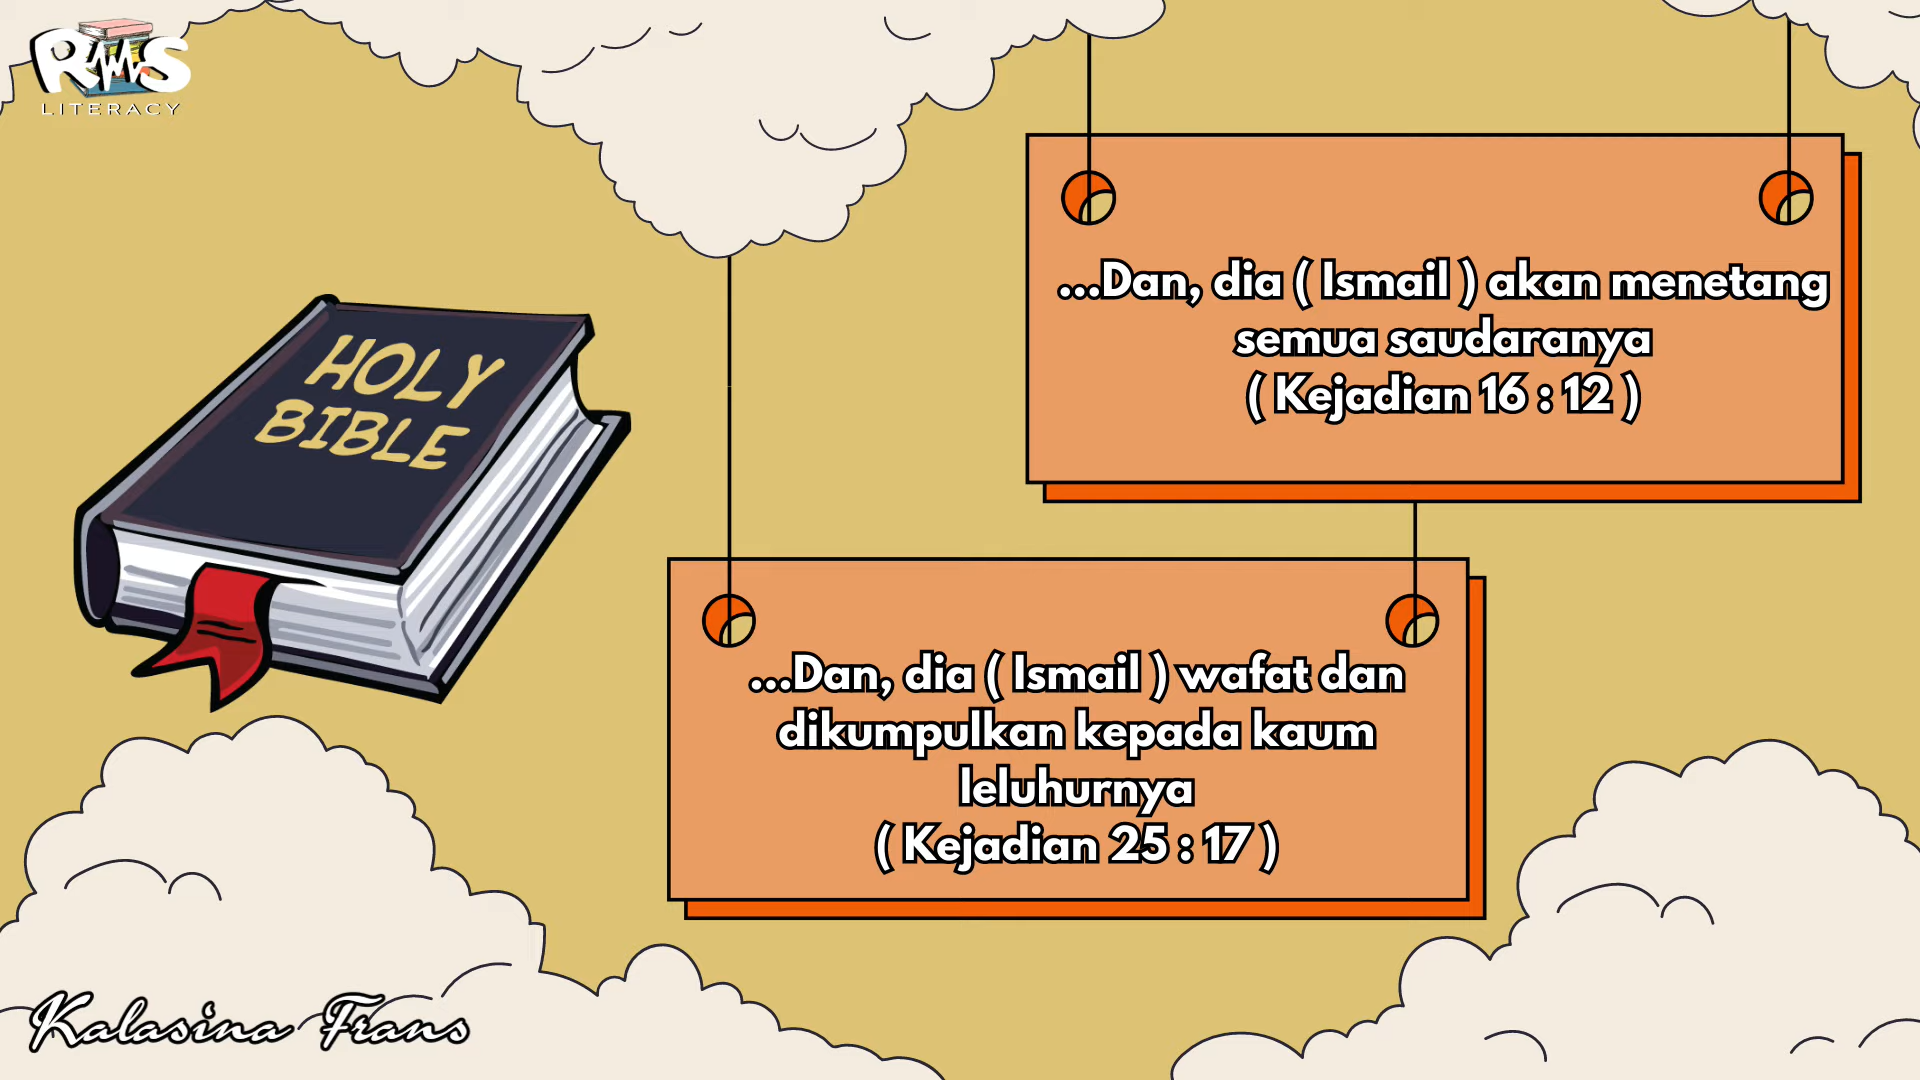 RMS
LITERACY
HOLY
BIBLE
...Dan, dia ( Ismail ) akan menetang
semua saudaranya
( Kejadian 16 : 12 )
...Dan, dia ( Ismail ) wafat dan
dikumpulkan kepada kaum
leluhurnya
( Kejadian 25 : 17 )
Kalasina Frans